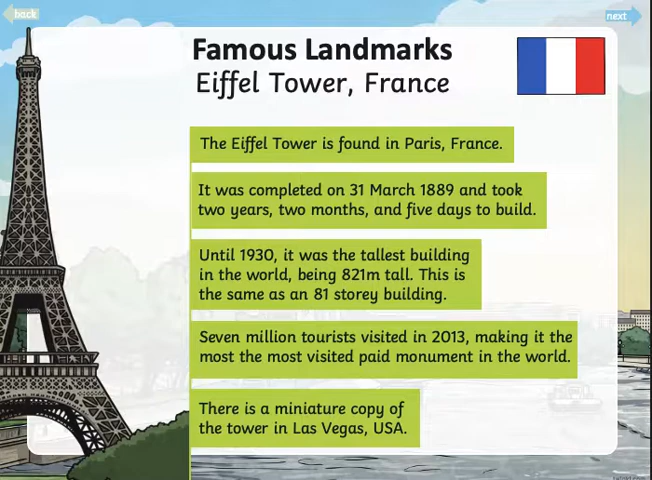 back
next
Famous Landmarks
Eiffel Tower, France
The Eiffel Tower is found in Paris, France.
It was completed on 31 March 1889 and took
two years, two months, and five days to build.
Until 1930, it was the tallest building
in the world, being 821m tall. This is
the same as an 81 storey building.
Seven million tourists visited in 2013, making it the
most the most visited paid monument in the world.
There is a miniature copy of
the tower in Las Vegas, USA.